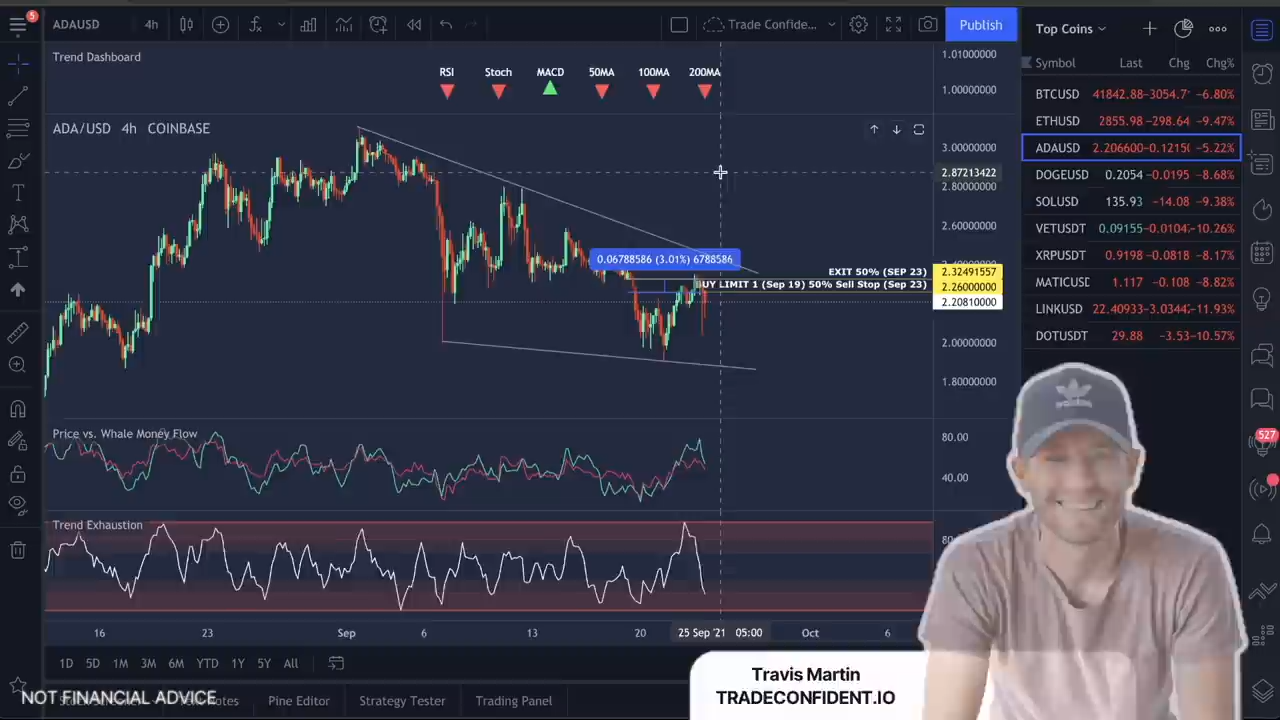 5
ADAUSD 4h Trade Confide... Publish
Top Coins
Trend Dashboard
RSI Stoch MACD 50MA 100MA 200MA
1.01000000
1.00000000
Symbol Last Chg Chg%
BTCUSD 41842.88 -3054.7 -6.80%
ETHUSD 2855.98 -298.64 -9.47%
ADAUSD 2.206600 -0.1215( -5.22%
DOGEUSD 0.2054 -0.0195 -8.68%
SOLUSD 135.93 -14.08 -9.38%
VETUSDT 0.09155 -0.0104 -10.26%
XRPUSDT 0.9198 -0.0818 -8.17%
MATICUSD 1.117 -0.108 -8.82%
LINKUSD 22.40933 -3.0344 -11.93%
DOTUSDT 29.88 -3.53 -10.57%
ADA/USD 4h COINBASE
3.00000000
2.87213422
2.80000000
2.60000000
0.06788586 (3.01%) 6788586
EXIT 50% (SEP 23) 2.32491557
BUY LIMIT 1 (Sep 19) 50% Sell Stop (Sep 23) 2.26000000
2.20810000
2.00000000
1.80000000
Price vs. Whale Money Flow
80.00
40.00
527
Trend Exhaustion
16 23 Sep 6 13 20 25 Sep '21 05:00 Oct 6
1D 5D 1M 3M 6M YTD 1Y 5Y All
NOT FINANCIAL ADVICE
Pine Editor Strategy Tester Trading Panel
Travis Martin
TRADECONFIDENT.IO